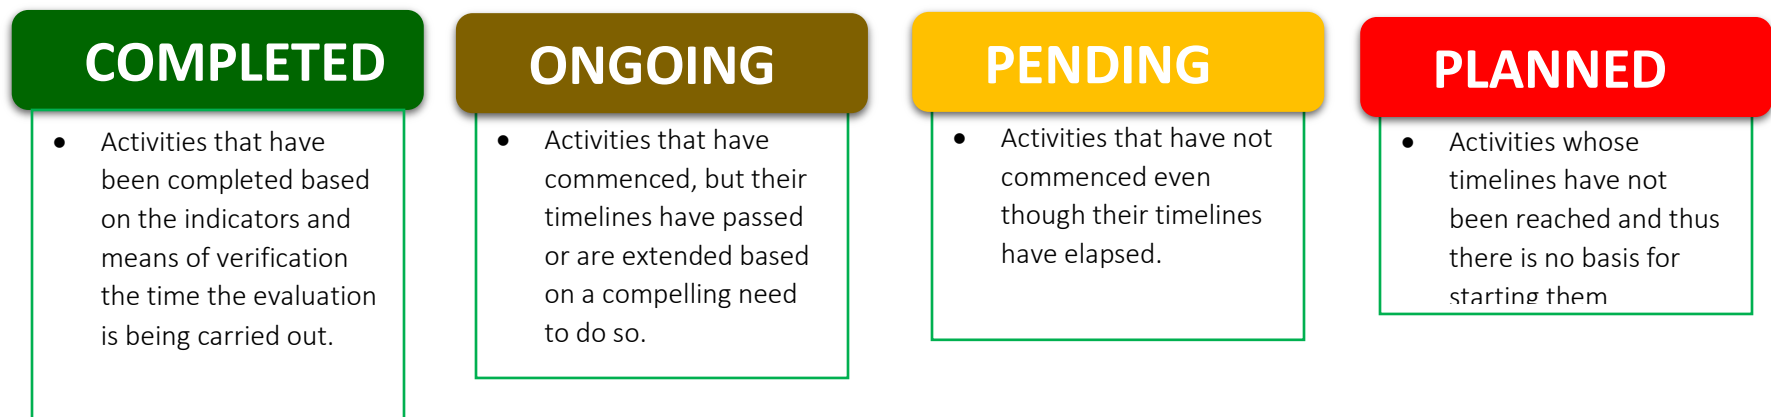 COMPLETED
• Activities that have
been completed based
on the indicators and
means of verification
the time the evaluation
is being carried out.
ONGOING
• Activities that have
commenced, but their
timelines have passed
or are extended based
on a compelling need
to do so.
PENDING
• Activities that have not
commenced even
though their timelines
have elapsed.
PLANNED
• Activities whose
timelines have not
been reached and thus
there is no basis for
starting them